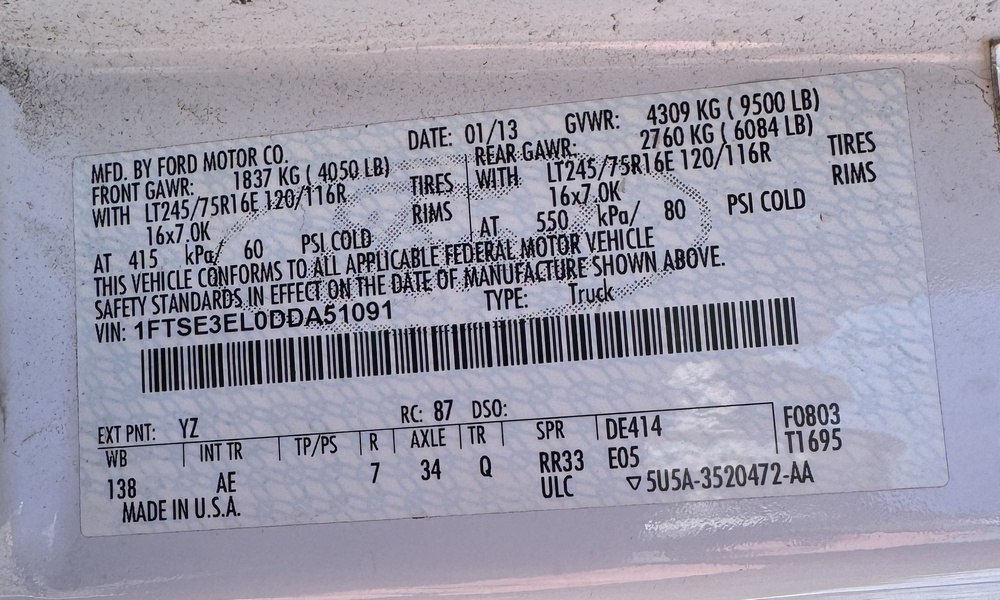 MFD. BY FORD MOTOR CO. DATE: 01/13 GVWR: 4309 KG ( 9500 LB)
FRONT GAWR: 1837 KG ( 4050 LB) REAR GAWR: 2760 KG ( 6084 LB)
WITH LT245/75R16E 120/116R TIRES WITH LT245/75R16E 120/116R TIRES
16x7.0K RIMS 16x7.0K RIMS
AT 415 kPa/ 60 PSI COLD AT 550 kPa/ 80 PSI COLD
THIS VEHICLE CONFORMS TO ALL APPLICABLE FEDERAL MOTOR VEHICLE
SAFETY STANDARDS IN EFFECT ON THE DATE OF MANUFACTURE SHOWN ABOVE.
VIN: 1FTSE3EL0DDA51091 TYPE: Truck
EXT PNT: YZ RC: 87 DSO:
WB INT TR TP/PS R AXLE TR SPR DE414 F0803
138 AE 7 34 Q RR33 E05 T1695
ULC ▽5U5A-3520472-AA
MADE IN U.S.A.